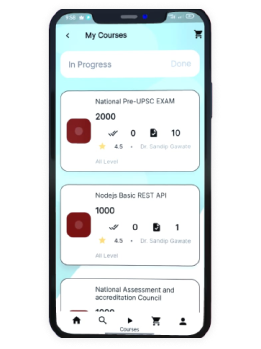 My Courses
In Progress
Done
National Pre-UPSC EXAM
2000
0
10
4.5 • Dr. Sandip Gawate
All Level
Nodejs Basic REST API
1000
0
1
4.5 • Dr. Sandip Gawate
All Level
National Assessment and
accreditation Council
Courses